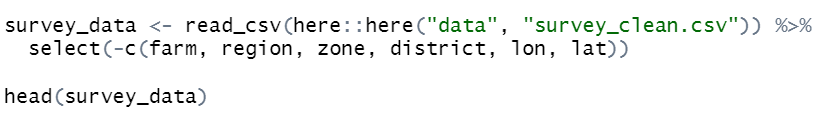 survey_data <- read_csv(here::here("data", "survey_clean.csv")) %>%
  select(-c(farm, region, zone, district, lon, lat))
head(survey_data)